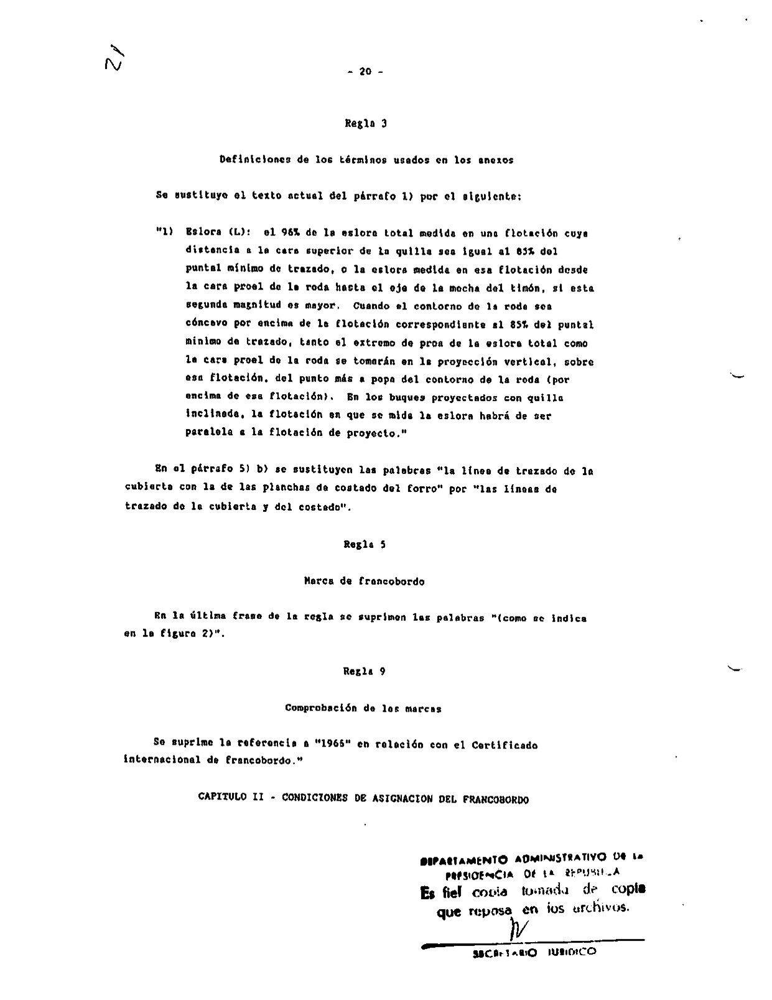 21
- 20 -
Regla 3
Definiciones de los términos usados en los anexos
Se sustituye el texto actual del párrafo 1) por el siguiente:
"1) Eslora (L): el 96% de la eslora total medida en una flotación cuya
distancia a la cara superior de la quilla sea igual al 85% del
puntal mínimo de trazado, o la eslora medida en esa flotación desde
la cara proel de la roda hasta el eje de la mecha del timón, si esta
segunda magnitud es mayor. Cuando el contorno de la roda sea
cóncavo por encima de la flotación correspondiente al 85% del puntal
mínimo de trazado, tanto el extremo de proa de la eslora total como
la cara proel de la roda se tomarán en la proyección vertical, sobre
esa flotación, del punto más a popa del contorno de la roda (por
encima de esa flotación). En los buques proyectados con quilla
inclinada, la flotación en que se mida la eslora habrá de ser
paralela a la flotación de proyecto."
En el párrafo 5) b) se sustituyen las palabras "la línea de trazado de la
cubierta con la de las planchas de costado del forro" por "las líneas de
trazado de la cubierta y del costado".
Regla 5
Marca de francobordo
En la última frase de la regla se suprimen las palabras "(como se indica
en la figura 2)".
Regla 9
Comprobación de las marcas
Se suprime la referencia a "1966" en relación con el Certificado
internacional de francobordo."
CAPITULO II - CONDICIONES DE ASIGNACION DEL FRANCOBORDO
DEPARTAMENTO ADMINISTRATIVO DE LA
PRESIDENCIA DE LA REPUBLICA
Es fiel copia tomada de copia
que reposa en los archivos.
SECRETARIO JURIDICO